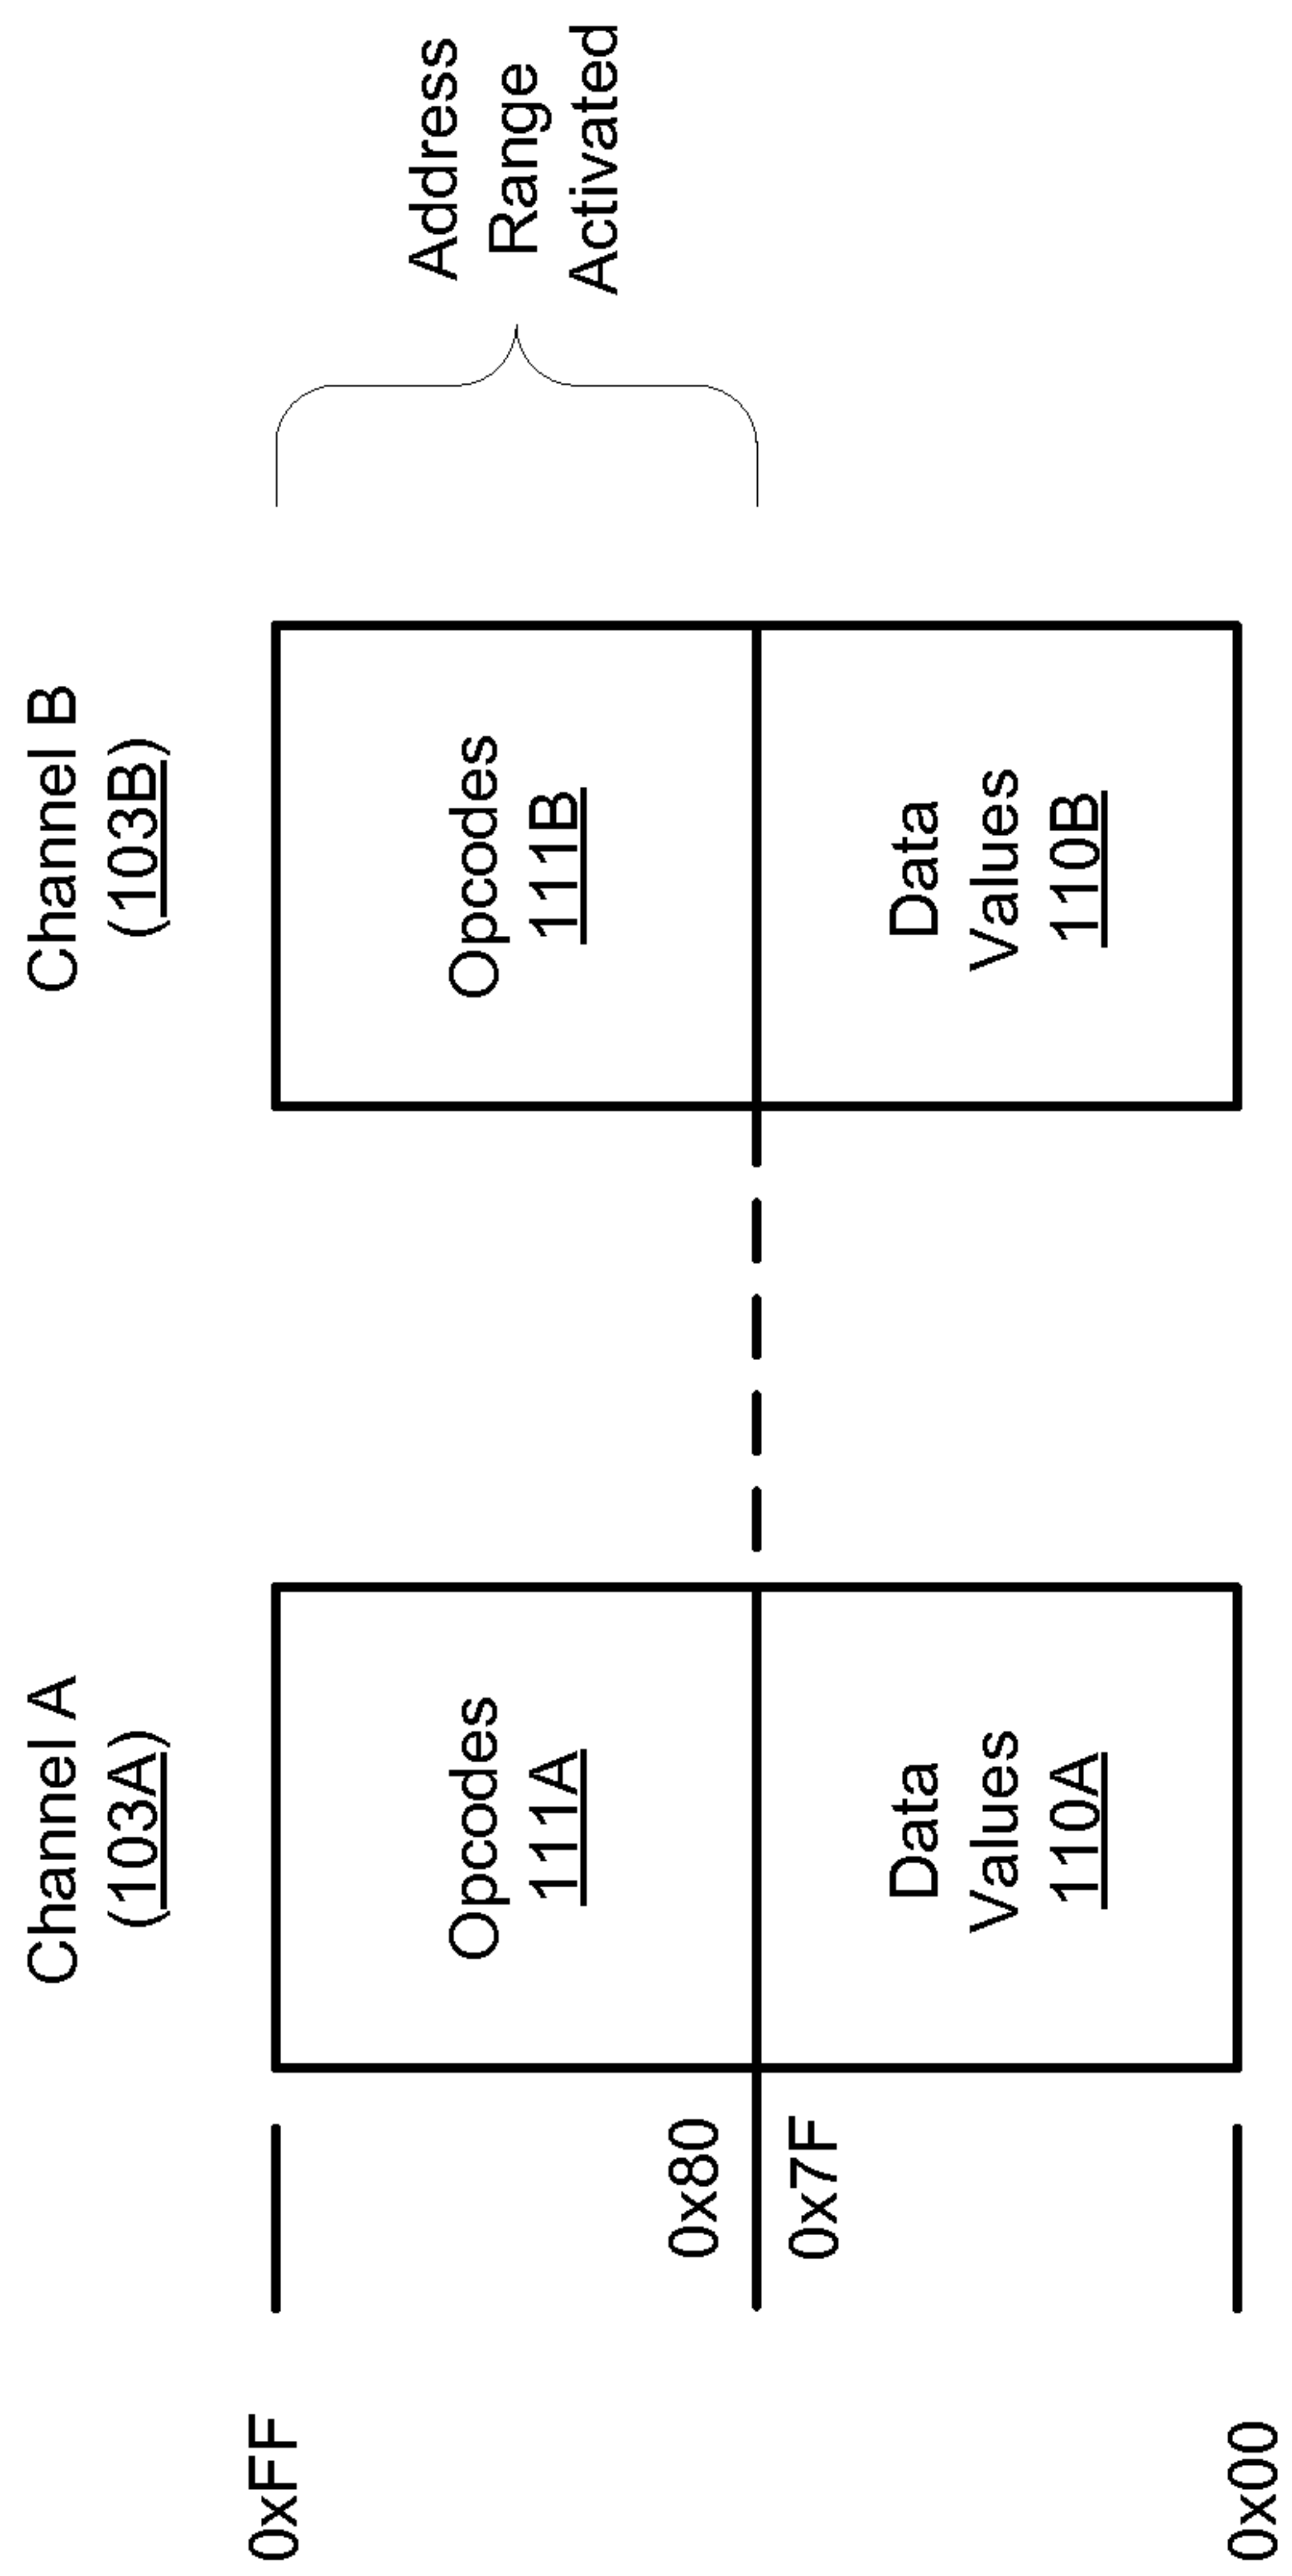 Channel A
(103A)
Channel B
(103B)
0xFF
Opcodes
111A
Opcodes
111B
Address
Range
Activated
0x80
0x7F
Data
Values
110A
Data
Values
110B
0x00